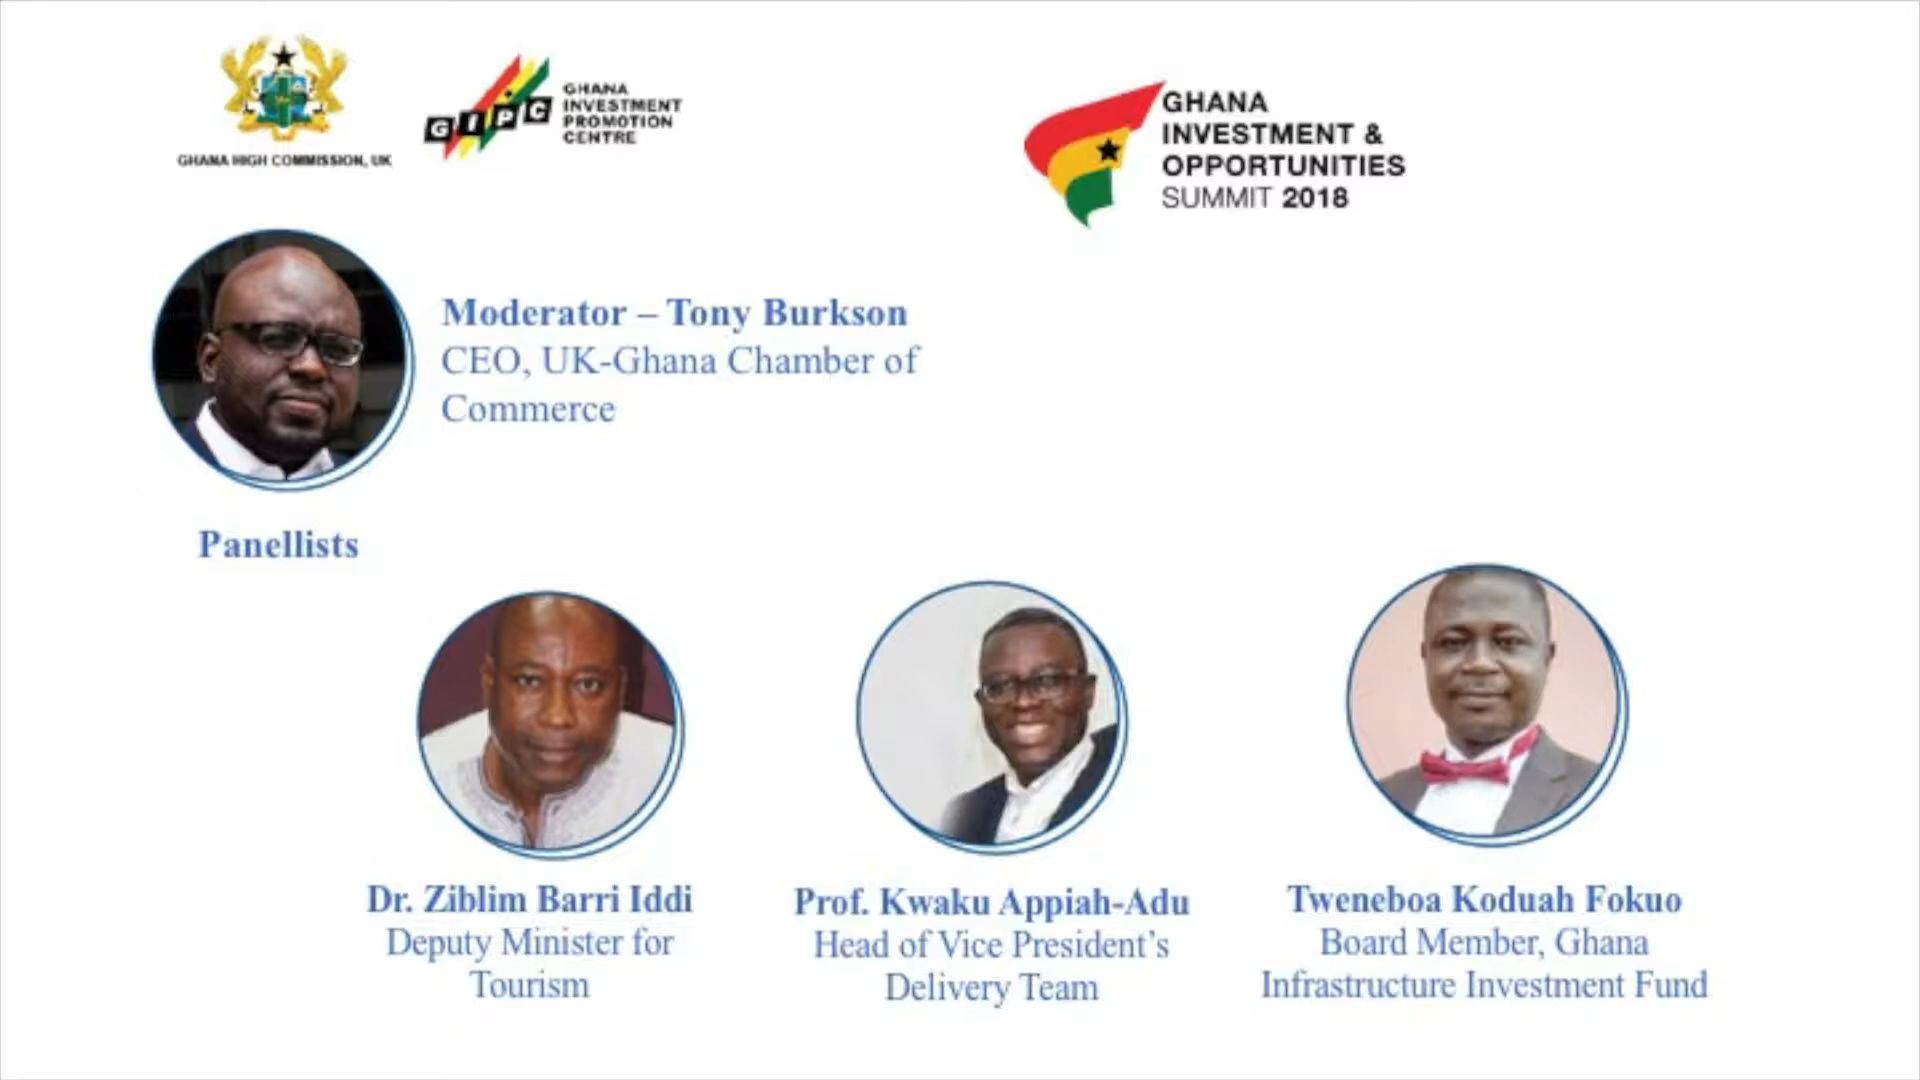 GHANA HIGH COMMISSION, UK
GIPC
GHANA
INVESTMENT
PROMOTION
CENTRE
GHANA
INVESTMENT &
OPPORTUNITIES
SUMMIT 2018
Moderator – Tony Burkson
CEO, UK-Ghana Chamber of
Commerce
Panellists
Dr. Ziblim Barri Iddi
Deputy Minister for
Tourism
Prof. Kwaku Appiah-Adu
Head of Vice President’s
Delivery Team
Tweneboa Koduah Fokuo
Board Member, Ghana
Infrastructure Investment Fund